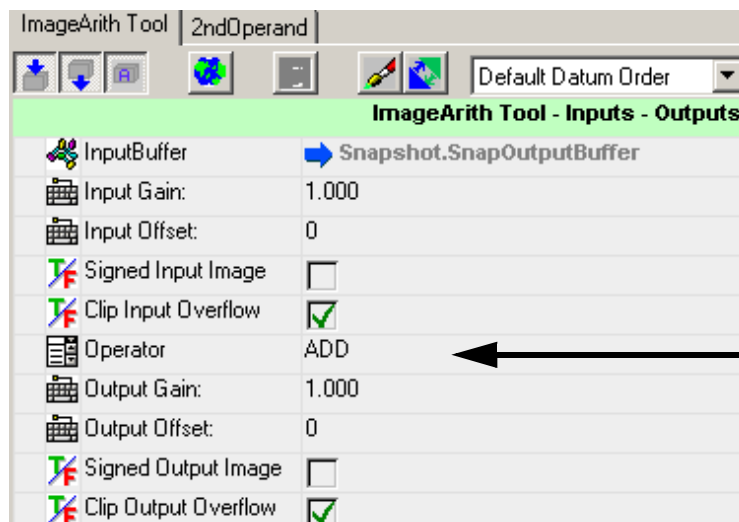 ImageArith Tool 2ndOperand
A Default Datum Order
ImageArith Tool - Inputs - Outputs
InputBuffer Snapshot.SnapOutputBuffer
Input Gain: 1.000
Input Offset: 0
T/F Signed Input Image
T/F Clip Input Overflow
Operator ADD
Output Gain: 1.000
Output Offset: 0
T/F Signed Output Image
T/F Clip Output Overflow